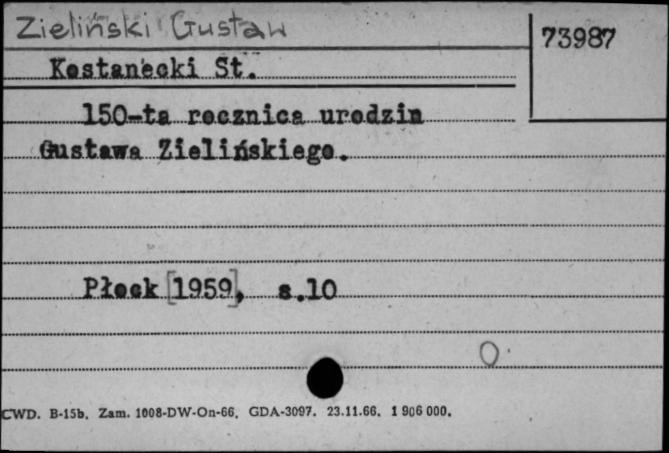 Zieliński Gustaw
73987
Kostanecki St.
150-ta rocznica urodzin
Gustawa Zielińskiego.
Płock [1959], s.10
O
CWD. B-15b. Zam. 1008-DW-On-66. GDA-3097. 23.11.66. 1 906 000.